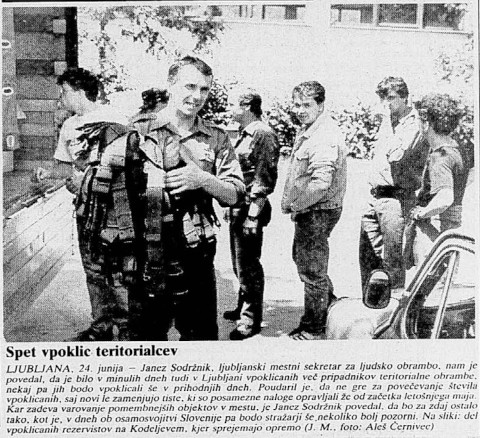 Spet vpoklic teritorialcev
LJUBLJANA, 24. junija – Janez Sodržnik, ljubljanski mestni sekretar za ljudsko obrambo, nam je
povedal, da je bilo v minulih dneh tudi v Ljubljani vpoklicanih več pripadnikov teritorialne obrambe,
nekaj pa jih bodo vpoklicali še v prihodnjih dneh. Poudaril je, da ne gre za povečevanje števila
vpoklicanih, saj novi le zamenjujejo tiste, ki so posamezne naloge opravljali že od začetka letošnjega maja.
Kar zadeva varovanje pomembnejših objektov v mestu, je Janez Sodržnik povedal, da bo za zdaj ostalo
tako, kot je, v dneh ob osamosvojitvi Slovenije pa bodo stražarji še nekoliko bolj pozorni. Na sliki: del
vpoklicanih rezervistov na Kodeljevem, kjer sprejemajo opremo (J. M., foto: Aleš Černivec)